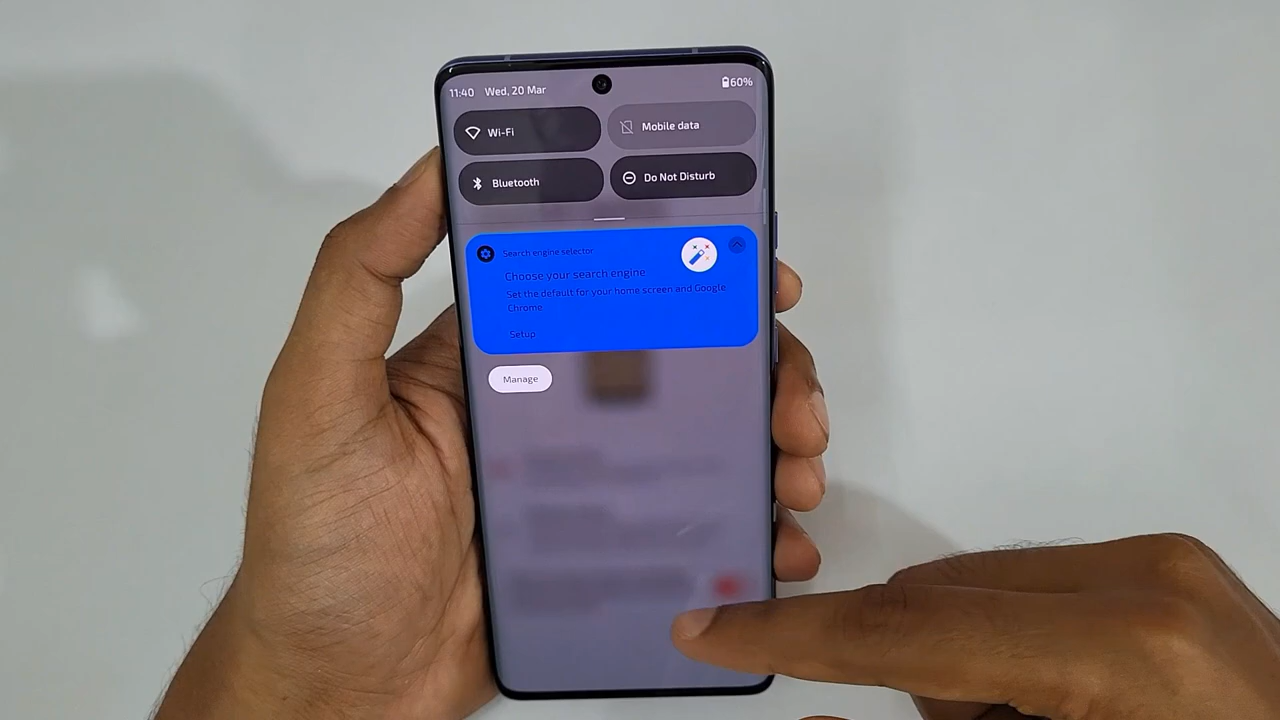 11:40 Wed, 20 Mar 60%
Wi-Fi Mobile data
Bluetooth Do Not Disturb
Search engine selector
Choose your search engine
Set the default for your home screen and Google
Chrome
Setup
Manage